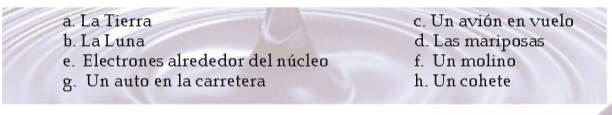 a. La Tierra
b. La Luna
e. Electrones alrededor del núcleo
g. Un auto en la carretera
c. Un avión en vuelo
d. Las mariposas
f. Un molino
h. Un cohete